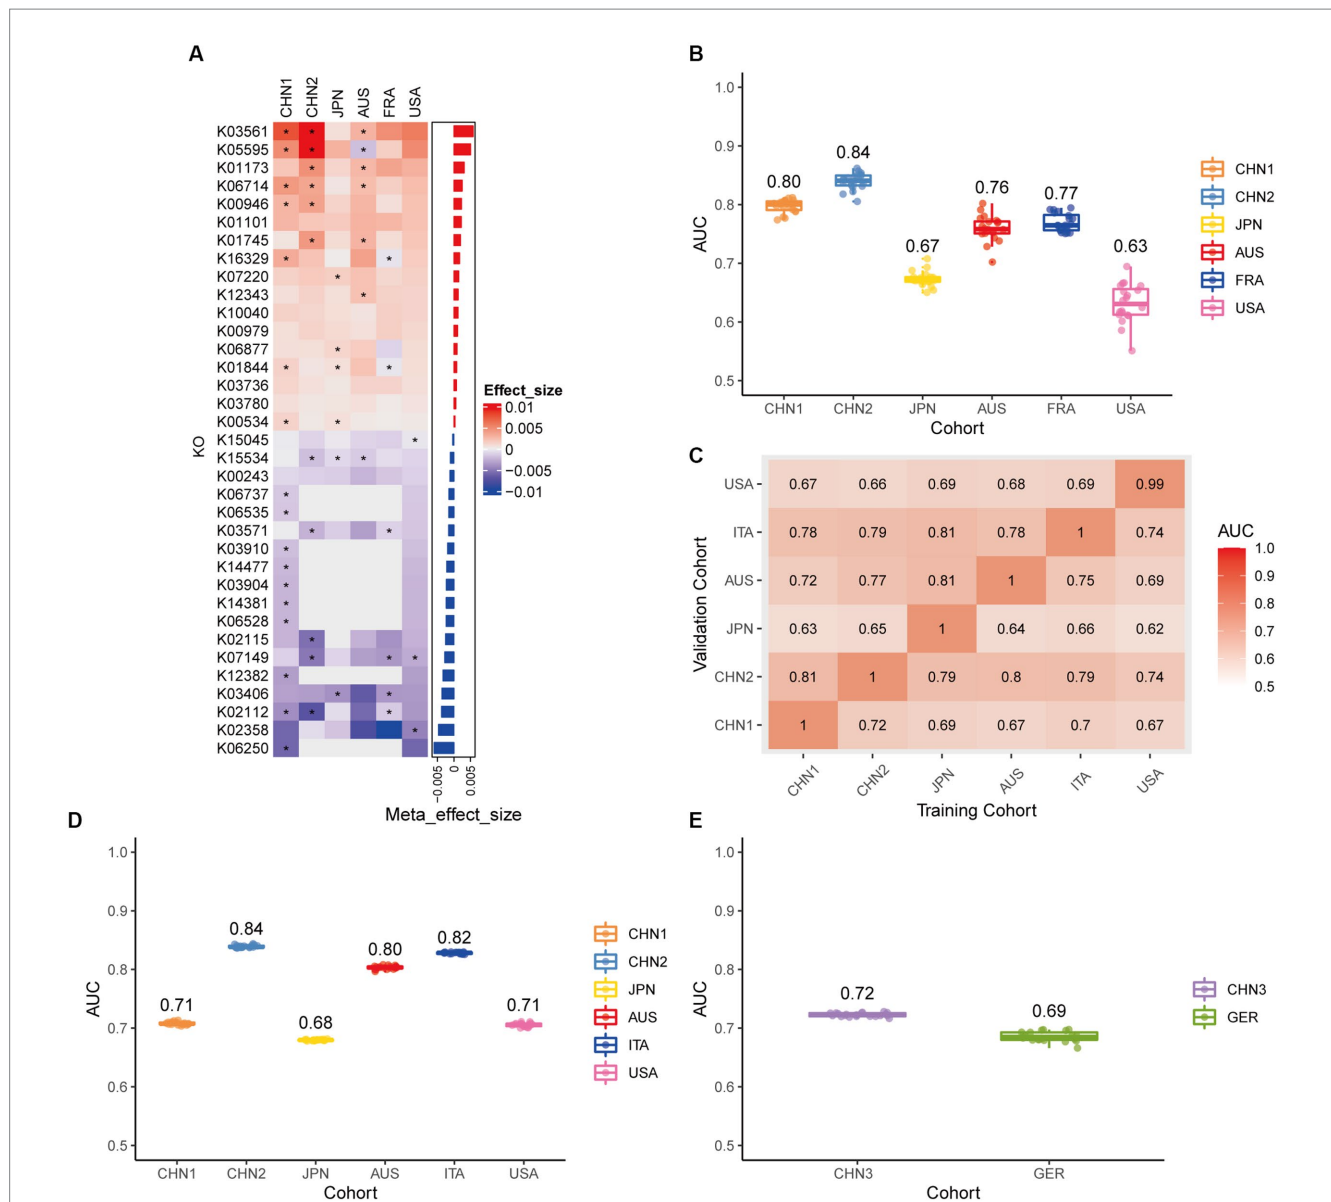 A
CHN1 CHN2 JPN AUS FRA USA
K03561 * * *
K05595 * * *
K01173 * *
K06714 * * *
K00946 * *
K01101
K01745 * *
K16329 * *
K07220 *
K12343 *
K10040
K00979
K06877 *
K01844 * * *
K03736
K03780
K00534 * *
K15045 *
K15534 * * *
K00243
K06737 *
K06535 *
K03571 * *
K03910 *
K14477 *
K03904 *
K14381 *
K06528 *
K02115 *
K07149 * * *
K12382 *
K03406 * *
K02112 * * *
K02358 *
K06250 *
KO
-0.005 0 0.005
Meta_effect_size
Effect_size
0.01
0.005
0
−0.005
−0.01
B
AUC
1.0
0.9
0.8
0.7
0.6
0.5
0.80 0.84 0.67 0.76 0.77 0.63
CHN1 CHN2 JPN AUS FRA USA
Cohort
CHN1
CHN2
JPN
AUS
FRA
USA
C
Validation Cohort
USA 0.67 0.66 0.69 0.68 0.69 0.99
ITA 0.78 0.79 0.81 0.78 1 0.74
AUS 0.72 0.77 0.81 1 0.75 0.69
JPN 0.63 0.65 1 0.64 0.66 0.62
CHN2 0.81 1 0.79 0.8 0.79 0.74
CHN1 1 0.72 0.69 0.67 0.7 0.67
CHN1 CHN2 JPN AUS ITA USA
Training Cohort
AUC
1.0
0.9
0.8
0.7
0.6
0.5
D
AUC
1.0
0.9
0.8
0.7
0.6
0.5
0.71 0.84 0.68 0.80 0.82 0.71
CHN1 CHN2 JPN AUS ITA USA
Cohort
CHN1
CHN2
JPN
AUS
ITA
USA
E
AUC
1.0
0.9
0.8
0.7
0.6
0.5
0.72 0.69
CHN3 GER
Cohort
CHN3
GER